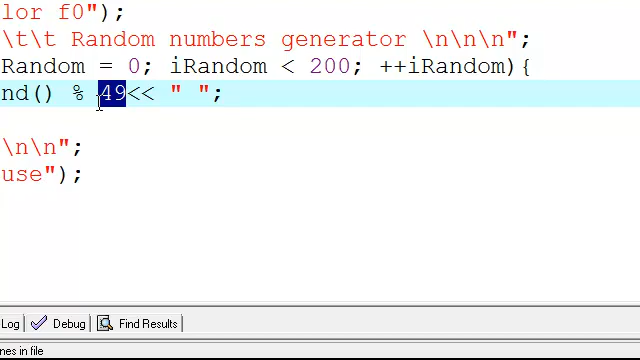 lor f0");
\t\t Random numbers generator \n\n\n";
Random = 0; iRandom < 200; ++iRandom){
nd() % 49<< " ";
\n\n";
use");
Log Debug Find Results
nes in file